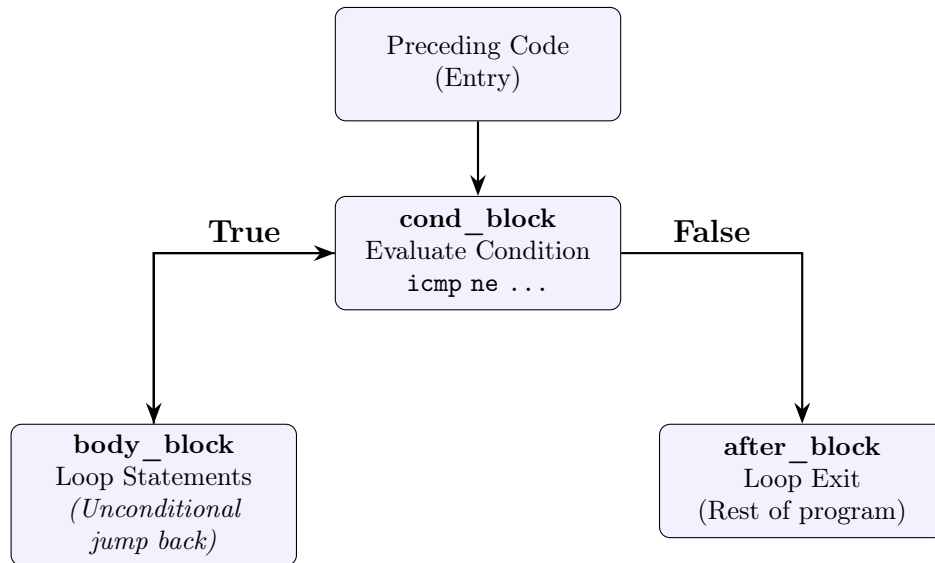 Preceding Code
(Entry)
True
cond_block
Evaluate Condition
icmp ne ...
False
body_block
Loop Statements
(Unconditional
jump back)
after_block
Loop Exit
(Rest of program)